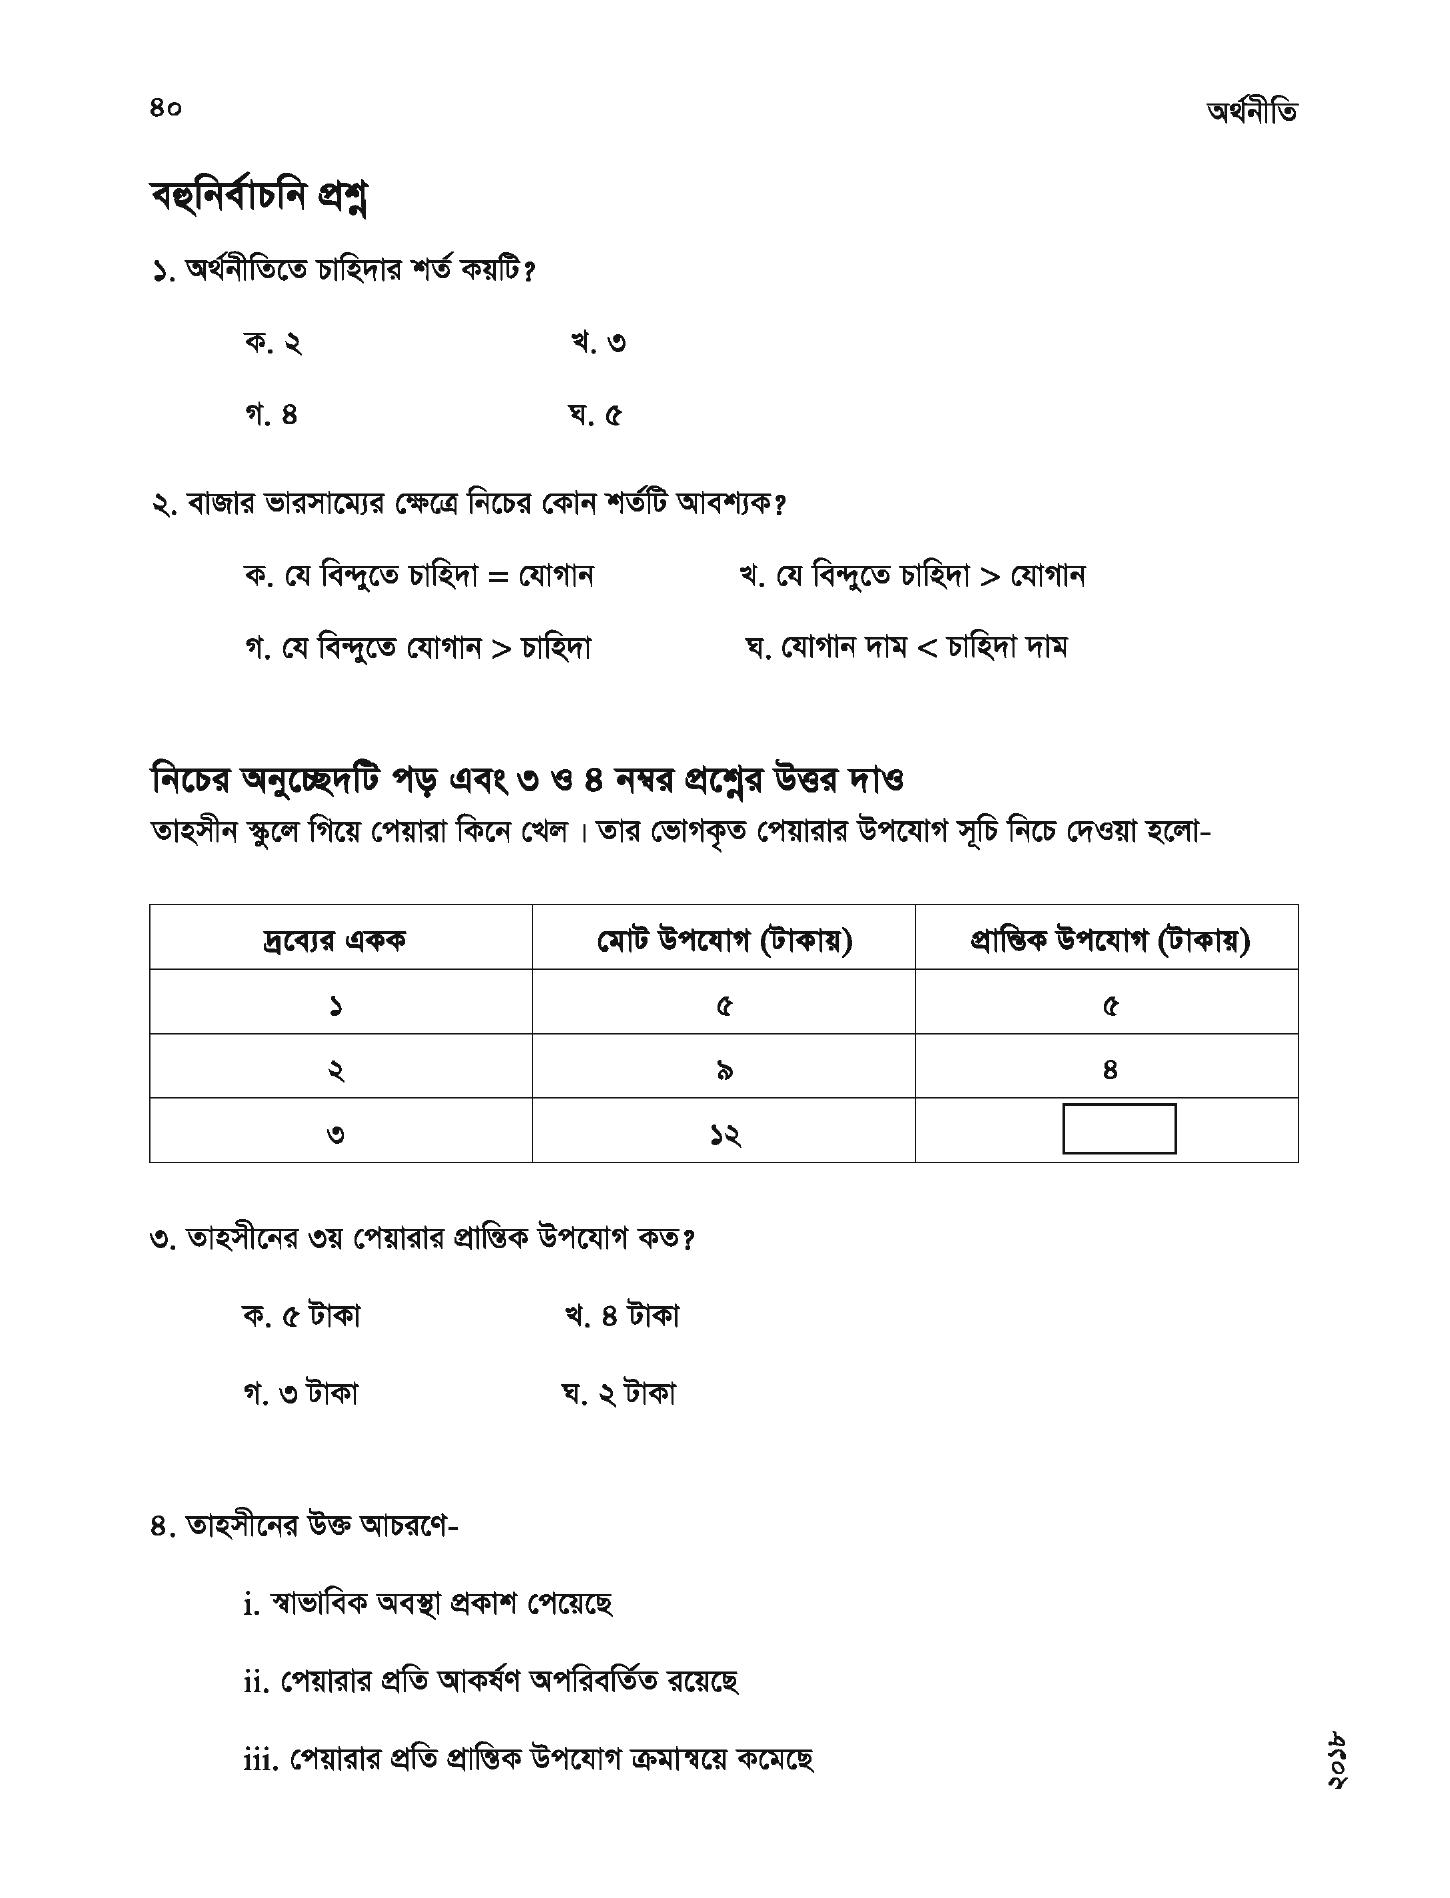 ৪০ অর্থনীতি
বহুনির্বাচনি প্রশ্ন
১. অর্থনীতিতে চাহিদার শর্ত কয়টি?
ক. ২ খ. ৩
গ. ৪ ঘ. ৫
২. বাজার ভারসাম্যের ক্ষেত্রে নিচের কোন শর্তটি আবশ্যক?
ক. যে বিন্দুতে চাহিদা = যোগান খ. যে বিন্দুতে চাহিদা > যোগান
গ. যে বিন্দুতে যোগান > চাহিদা ঘ. যোগান দাম < চাহিদা দাম
নিচের অনুচ্ছেদটি পড় এবং ৩ ও ৪ নম্বর প্রশ্নের উত্তর দাও
তাহসীন স্কুলে গিয়ে পেয়ারা কিনে খেল। তার ভোগকৃত পেয়ারার উপযোগ সূচি নিচে দেওয়া হলো-
দ্রব্যের একক মোট উপযোগ (টাকায়) প্রান্তিক উপযোগ (টাকায়)
১ ৫ ৫
২ ৯ ৪
৩ ১২
৩. তাহসীনের ৩য় পেয়ারার প্রান্তিক উপযোগ কত?
ক. ৫ টাকা খ. ৪ টাকা
গ. ৩ টাকা ঘ. ২ টাকা
৪. তাহসীনের উক্ত আচরণে-
i. স্বাভাবিক অবস্থা প্রকাশ পেয়েছে
ii. পেয়ারার প্রতি আকর্ষণ অপরিবর্তিত রয়েছে
iii. পেয়ারার প্রতি প্রান্তিক উপযোগ ক্রমান্বয়ে কমেছে
২০১৮